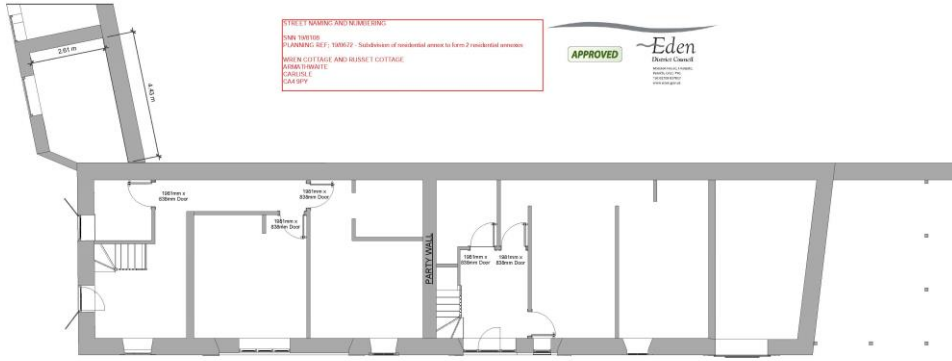 STREET NAMING AND NUMBERING
SNN 19/0108
PLANNING REF: 19/0622 - Subdivision of residential annex to form 2 residential annexes
WREN COTTAGE AND RUSSET COTTAGE
ARMATHWAITE
CARLISLE
CA4 9PY
APPROVED
Eden
District Council
2.61 m
4.43 m
1981mm x
838mm Door
1981mm x
838mm Door
1981mm x
838mm Door
PARTY WALL
1981mm x
838mm Door
1981mm x
838mm Door